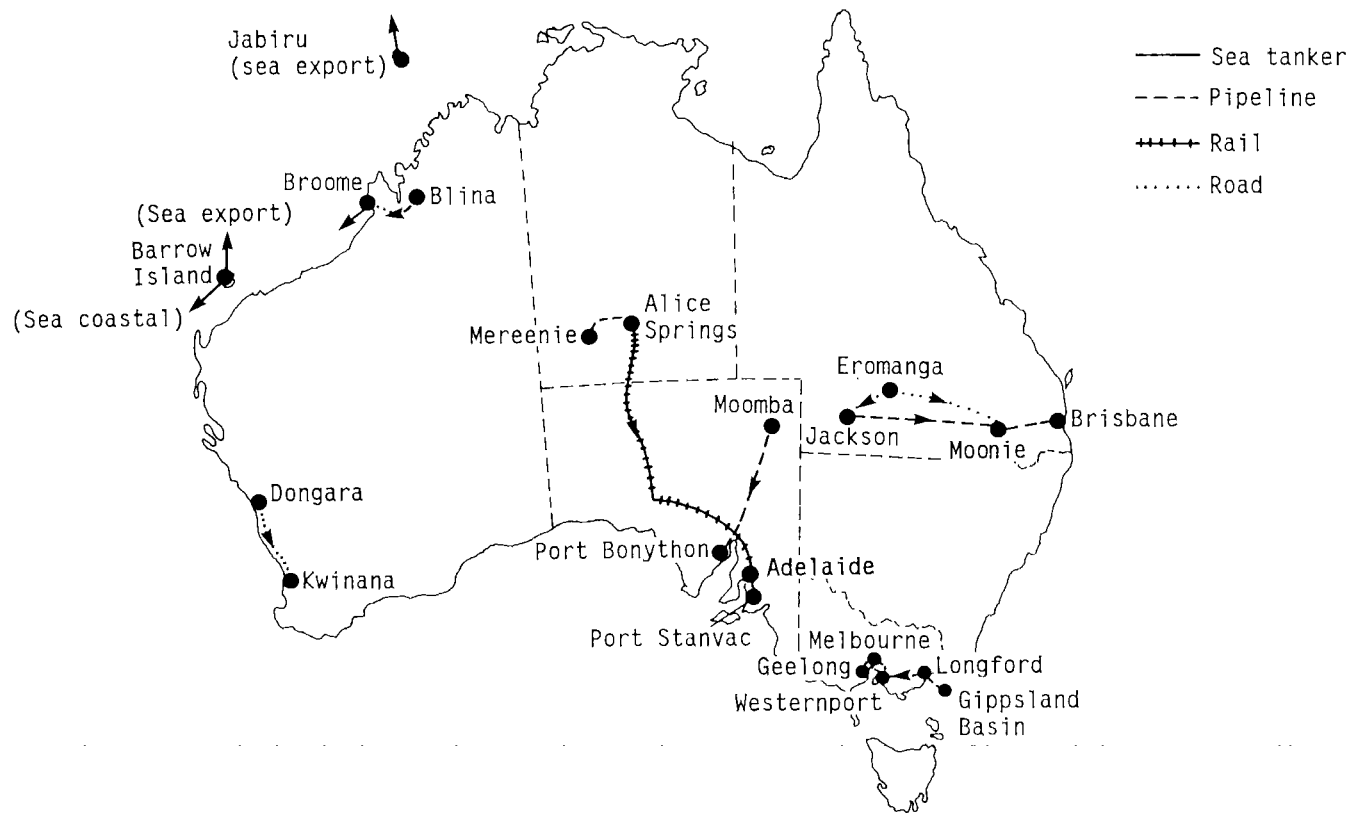 Jabiru
(sea export)
Sea tanker
Pipeline
Rail
Road
Broome
Blina
(Sea export)
Barrow
Island
(Sea coastal)
Alice
Springs
Mereenie
Eromanga
Moomba
Jackson
Moonie
Brisbane
Dongara
Kwinana
Port Bonython
Adelaide
Port Stanvac
Melbourne
Geelong
Longford
Westernport
Gippsland
Basin